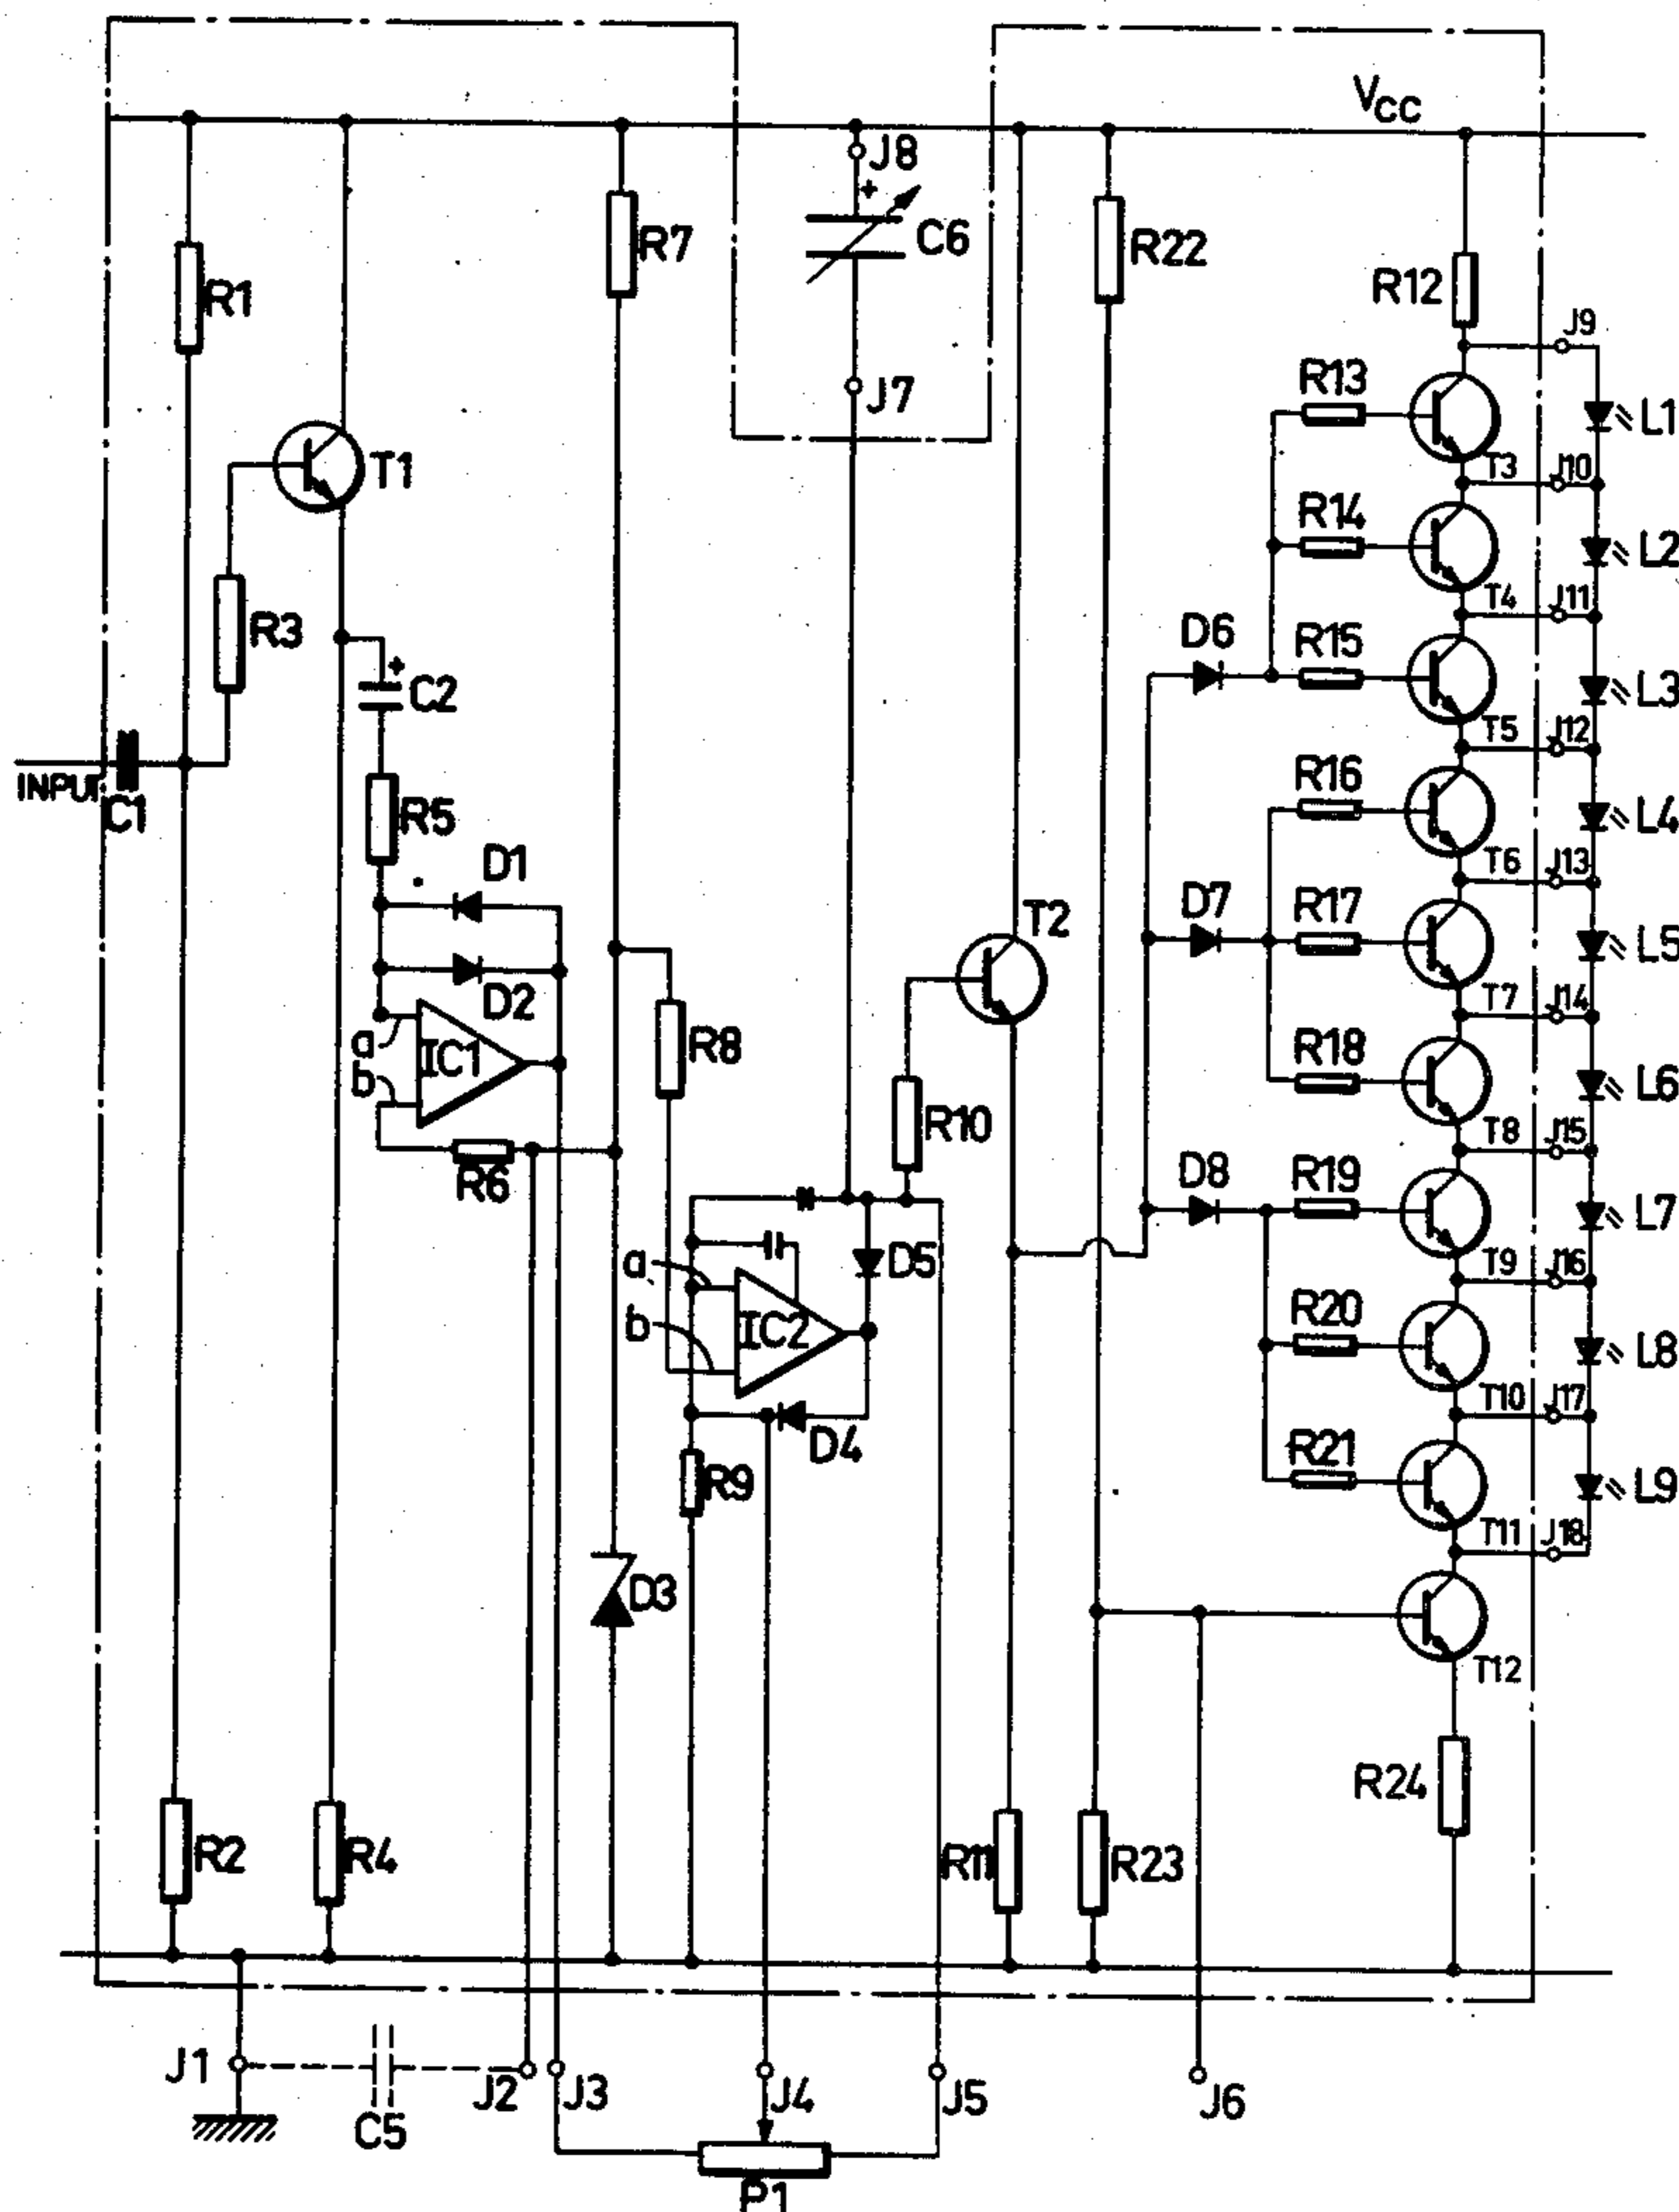 VCC
J8
C6
R7
R22
R1
R12
J9
J7
R13
L1
T1
T3
J10
R14
L2
R3
T4
J11
D6
R15
L3
C2
T5
J12
INPUT
C1
R16
R5
L4
D1
T6
J13
T2
D7
R17
L5
D2
a
IC1
b
T7
J14
R8
R18
L6
R10
R6
T8
J15
D8
R19
L7
a
D5
T9
J16
b
IC2
R20
L8
D4
T10
J17
R9
R21
L9
T11
J18
D3
T12
R24
R2
R4
R11
R23
J1
C5
J2
J3
J4
J5
J6
P1